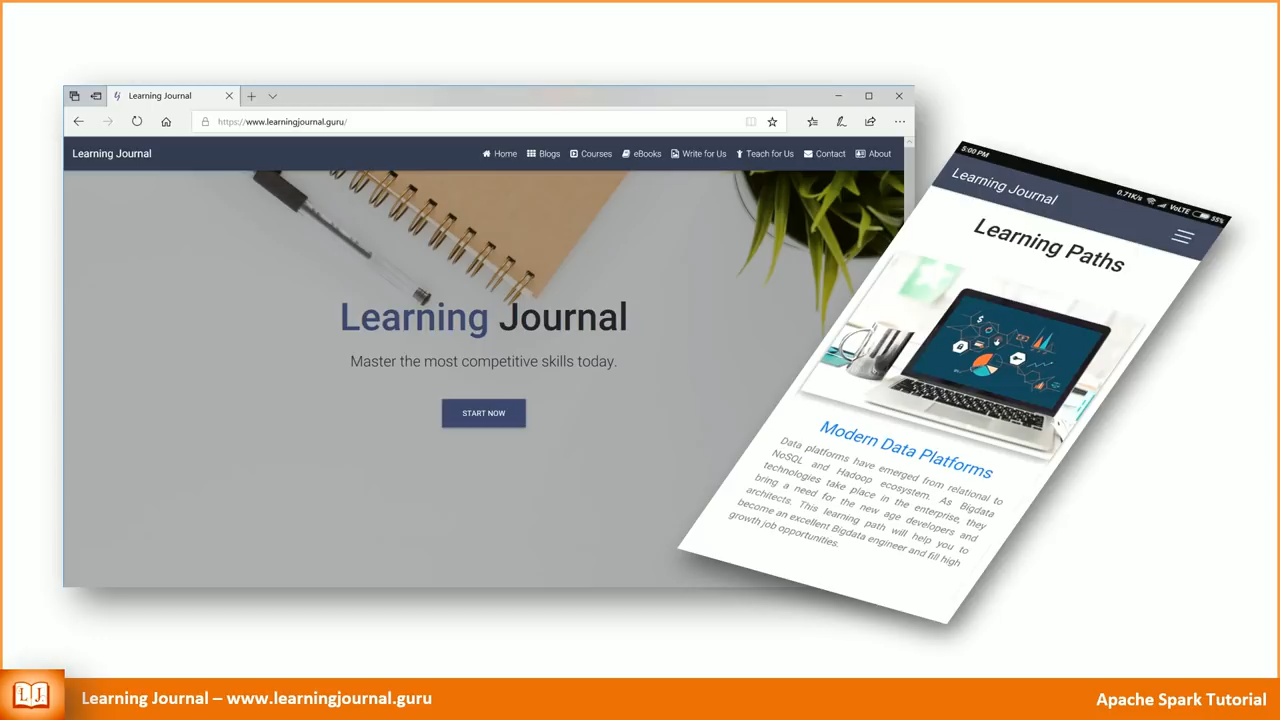 Learning Journal
https://www.learningjournal.guru/
Learning Journal
Home Blogs Courses eBooks Write for Us Teach for Us Contact About
Learning Journal
Master the most competitive skills today.
START NOW
5:00 PM
0.71K/s VoLTE 55%
Learning Journal
Learning Paths
Modern Data Platforms
Data platforms have emerged from relational to
NoSQL and Hadoop ecosystem. As Bigdata
technologies take place in the enterprise, they
bring a need for the new age developers and
architects. This learning path will help you to
become an excellent Bigdata engineer and fill high
growth job opportunities.
LJ
Learning Journal – www.learningjournal.guru
Apache Spark Tutorial